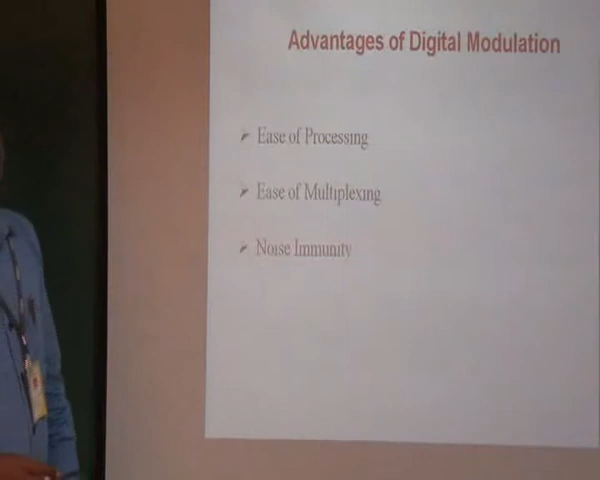 Advantages of Digital Modulation
➢ Ease of Processing
➢ Ease of Multiplexing
➢ Noise Immunity